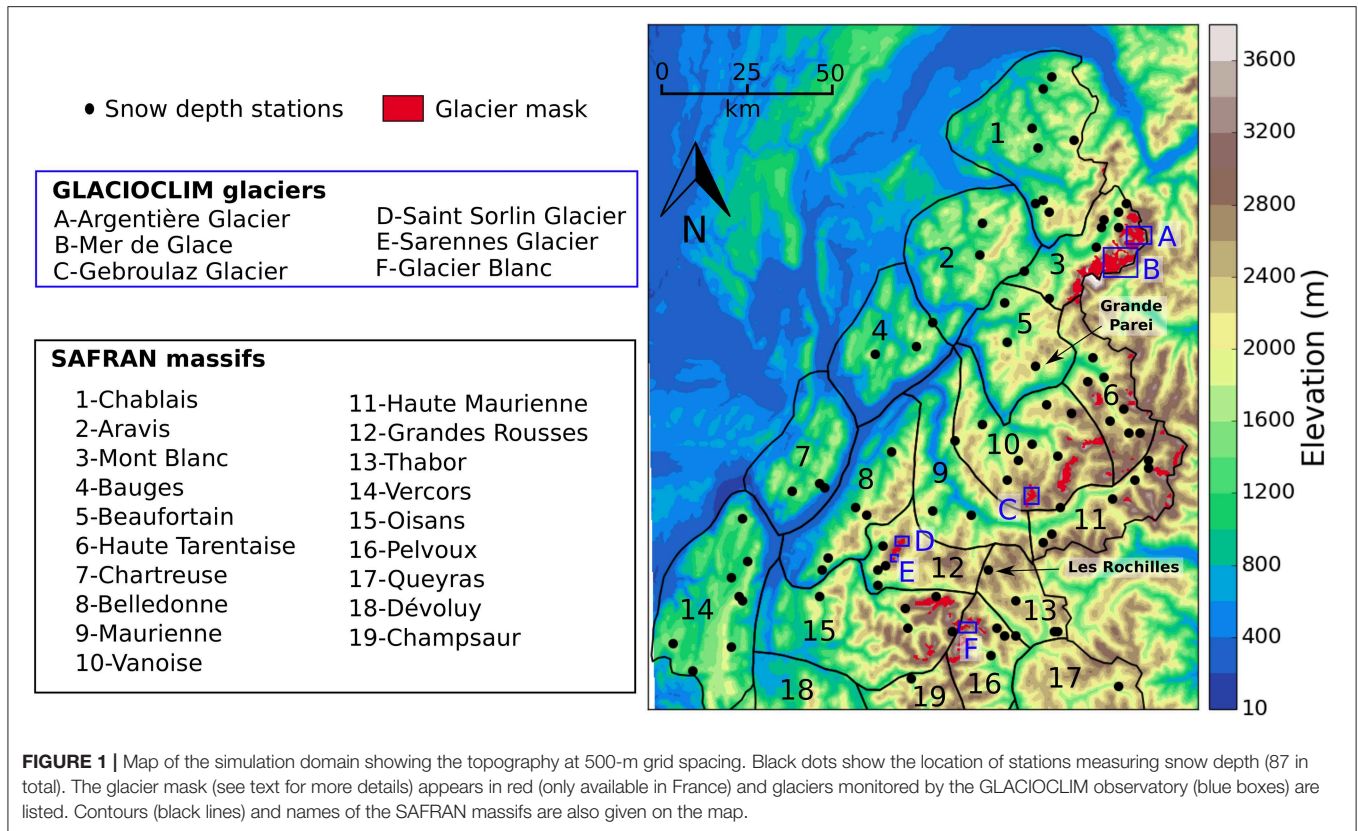 Snow depth stations
Glacier mask
GLACIOCLIM glaciers
A-Argentière Glacier
B-Mer de Glace
C-Gebroulaz Glacier
D-Saint Sorlin Glacier
E-Sarennes Glacier
F-Glacier Blanc
SAFRAN massifs
1-Chablais
2-Aravis
3-Mont Blanc
4-Bauges
5-Beaufortain
6-Haute Tarentaise
7-Chartreuse
8-Belledonne
9-Maurienne
10-Vanoise
11-Haute Maurienne
12-Grandes Rousses
13-Thabor
14-Vercors
15-Oisans
16-Pelvoux
17-Queyras
18-Dévoluy
19-Champsaur
0 25 50
km
N
1
2
3
A
B
Grande
Parei
4
5
6
7
8
9
10
C
11
D
E
12
Les Rochilles
13
14
15
F
16
17
18
19
3600
3200
2800
2400
2000
1600
1200
800
400
10
Elevation (m)
FIGURE 1 | Map of the simulation domain showing the topography at 500-m grid spacing. Black dots show the location of stations measuring snow depth (87 in
total). The glacier mask (see text for more details) appears in red (only available in France) and glaciers monitored by the GLACIOCLIM observatory (blue boxes) are
listed. Contours (black lines) and names of the SAFRAN massifs are also given on the map.